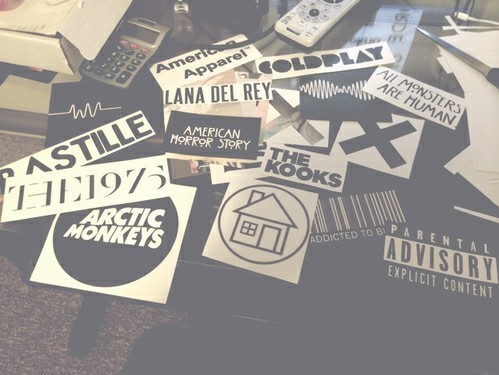 American
Apparel
COLDPLAY
ALL MONSTERS
ARE HUMAN
LANA DEL REY
AMERICAN
HORROR STORY
BASTILLE
THE
KOOKS
THE 1975
ARCTIC
MONKEYS
ADDICTED TO
PARENTAL
ADVISORY
EXPLICIT CONTENT